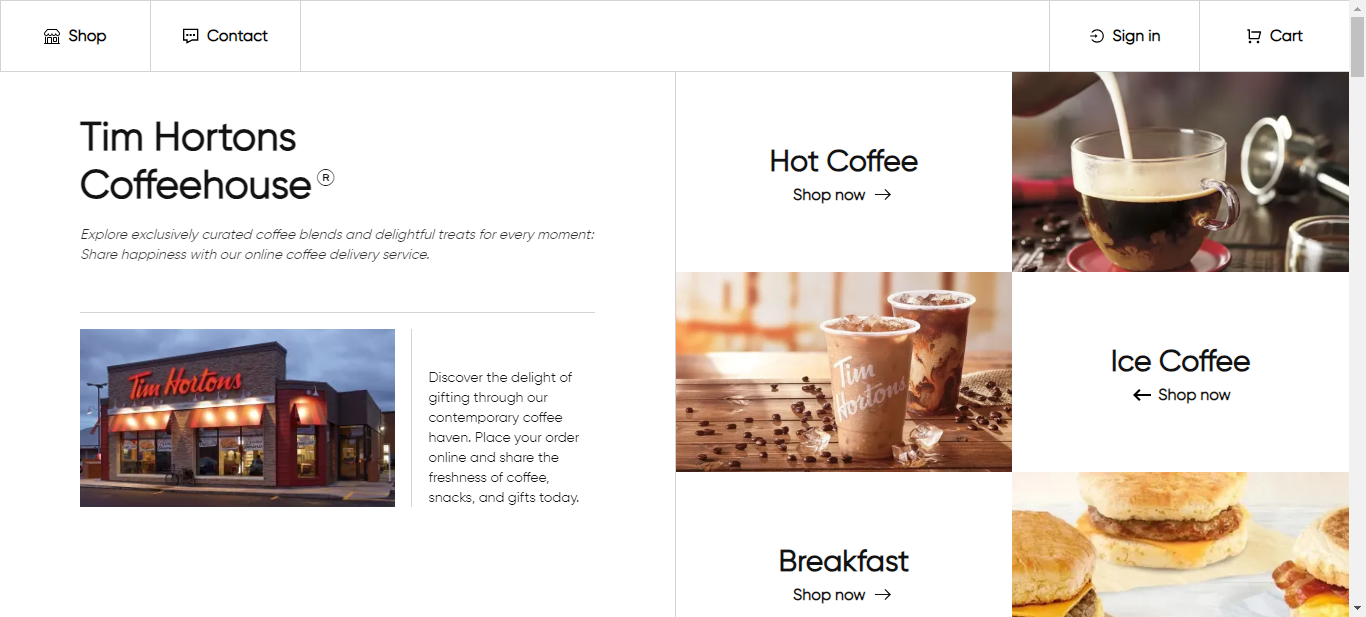 Shop
Contact
Sign in
Cart
Tim Hortons
Coffeehouse ®
Explore exclusively curated coffee blends and delightful treats for every moment:
Share happiness with our online coffee delivery service.
Tim Hortons
Discover the delight of
gifting through our
contemporary coffee
haven. Place your order
online and share the
freshness of coffee,
snacks, and gifts today.
Hot Coffee
Shop now
Tim
Hortons
Ice Coffee
Shop now
Breakfast
Shop now